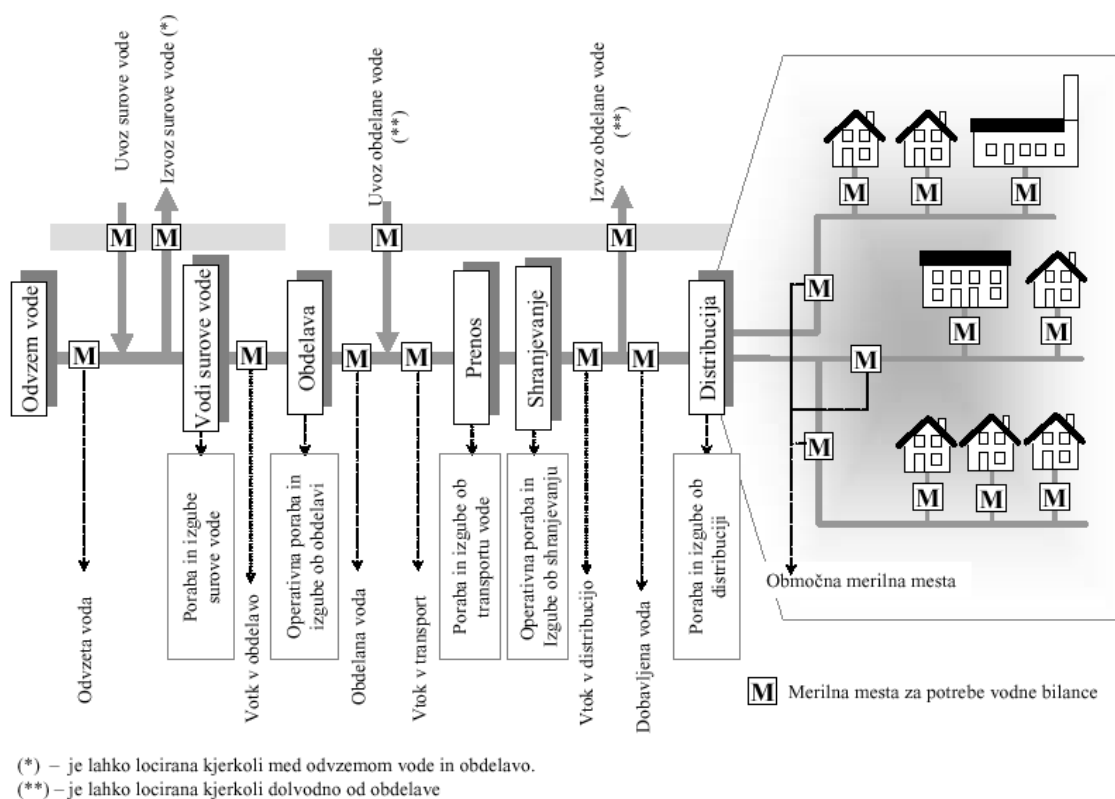 Uvoz surove vode
Izvoz surove vode (*)
Uvoz obdelane vode
(**)
Izvoz obdelane vode
(**)
M
M
M
M
Odvzem vode
M
Vodi surove vode
M
Obdelava
M
M
Prenos
Shranjevanje
M
M
Distribucija
M
M
M
M
M
M
M
M
M
M
M
Odvzeta voda
Poraba in izgube
surove vode
Votk v obdelavo
Operativna poraba in
izgube ob obdelavi
Obdelana voda
Vtok v transport
Poraba in izgube ob
transportu vode
Operativna poraba in
Izgube ob shranjevanju
Vtok v distribucijo
Dobavljena voda
Poraba in izgube ob
distribuciji
Območna merilna mesta
M Merilna mesta za potrebe vodne bilance
(*) – je lahko locirana kjerkoli med odvzemom vode in obdelavo.
(**) – je lahko locirana kjerkoli dolvodno od obdelave